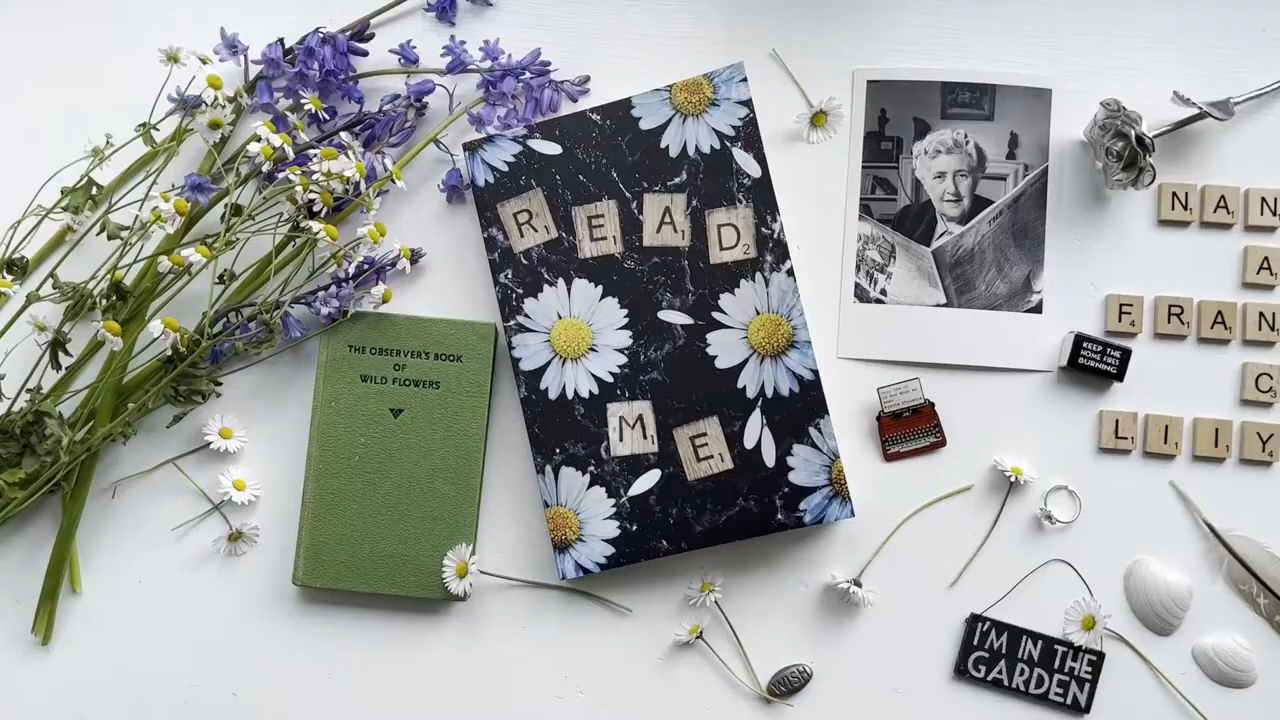 READ
ME
THE OBSERVER'S BOOK
OF
WILD FLOWERS
NAN
A
FRAN
C
LIIY
KEEP THE
HOME FIRES
BURNING
I'M IN THE
GARDEN
WISH